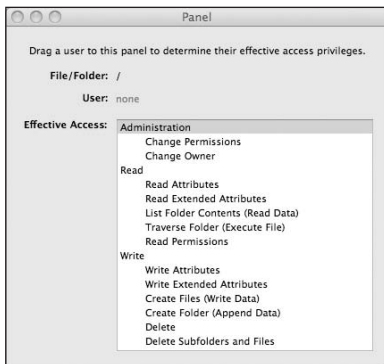 Panel
Drag a user to this panel to determine their effective access privileges.
File/Folder: /
User: none
Effective Access: Administration
Change Permissions
Change Owner
Read
Read Attributes
Read Extended Attributes
List Folder Contents (Read Data)
Traverse Folder (Execute File)
Read Permissions
Write
Write Attributes
Write Extended Attributes
Create Files (Write Data)
Create Folder (Append Data)
Delete
Delete Subfolders and Files